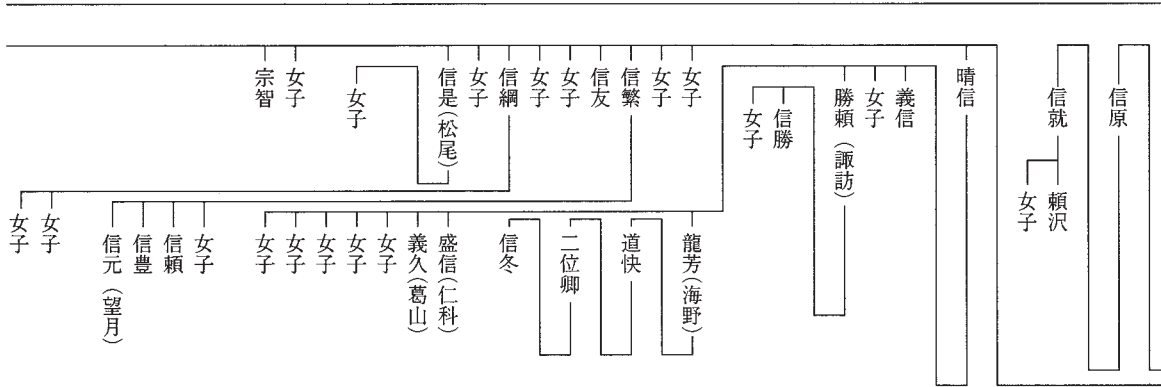 信原
信就
頼沢
女子
晴信
義信
女子
勝頼(諏訪)
信勝
女子
龍芳(海野)
道快
二位卿
信冬
盛信(仁科)
義久(葛山)
女子
女子
女子
女子
女子
女子
女子
信繁
信友
女子
女子
信綱
女子
信是(松尾)
女子
女子
宗智
女子
信頼
信豊
信元(望月)
女子
女子